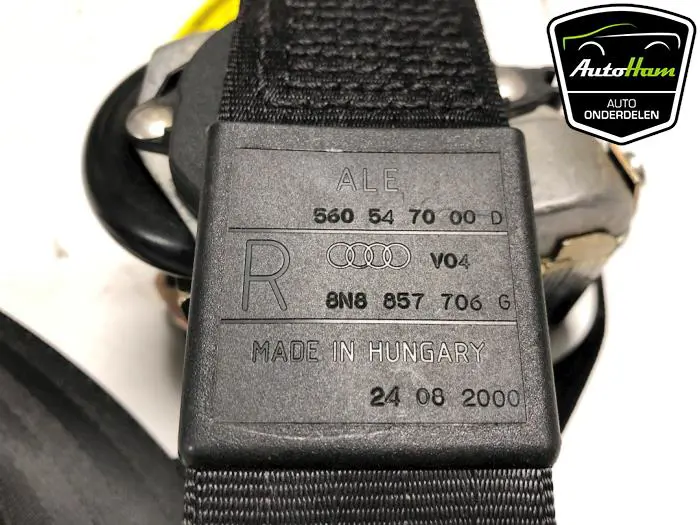 AutoHam
AUTO
ONDERDELEN
ALE
560 54 70 00 D
R
V04
8N8 857 706 G
MADE IN HUNGARY
24 08 2000